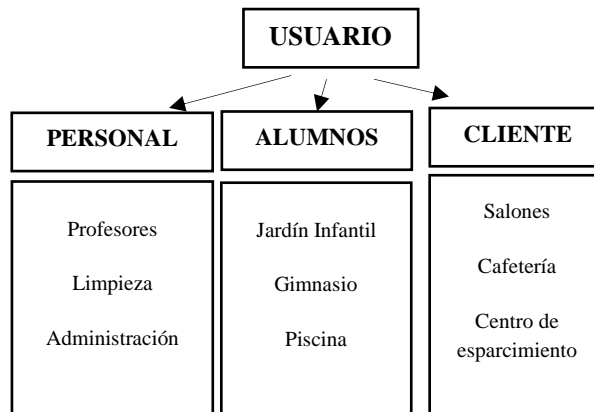 USUARIO
PERSONAL
Profesores
Limpieza
Administración
ALUMNOS
Jardín Infantil
Gimnasio
Piscina
CLIENTE
Salones
Cafetería
Centro de
esparcimiento